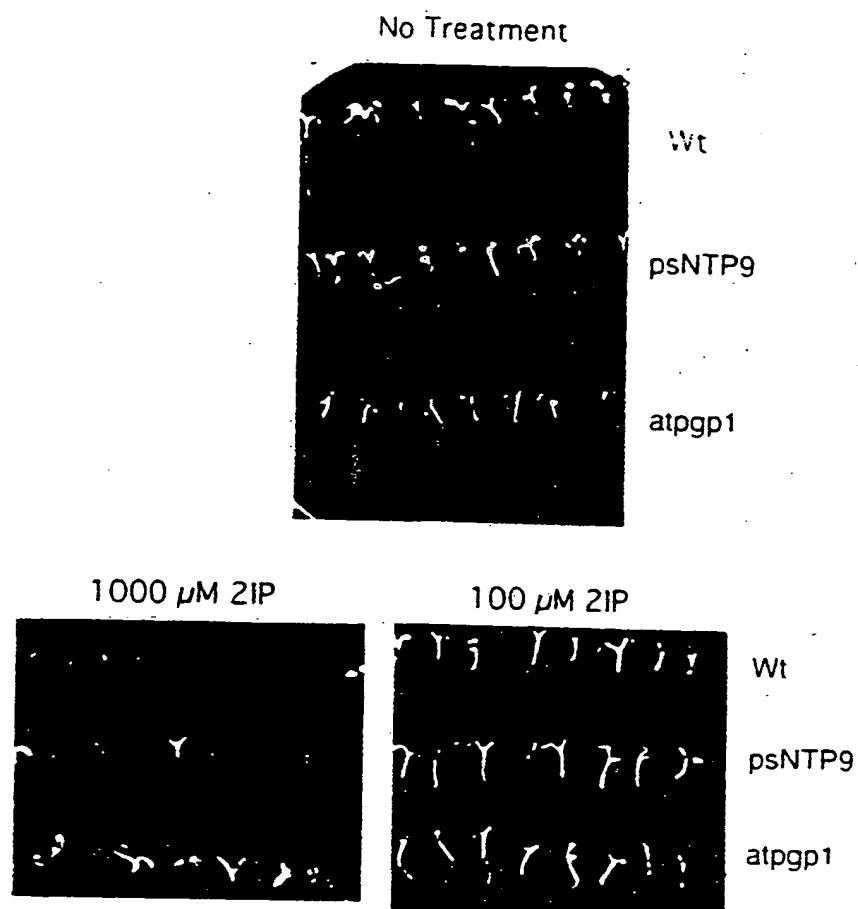 No Treatment
Wt
psNTP9
atpgp1
1000 µM 2IP
100 µM 2IP
Wt
psNTP9
atpgp1